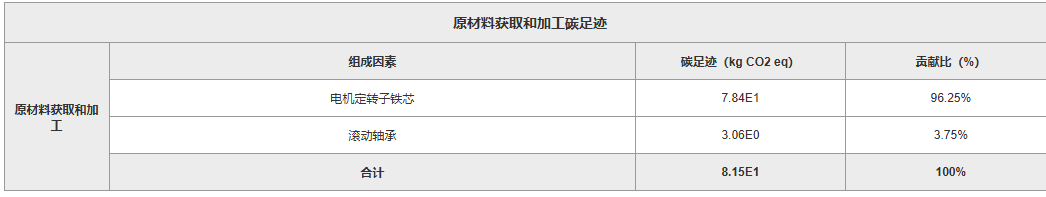 原材料获取和加工碳足迹
原材料获取和加
工
组成因素 碳足迹（kg CO2 eq） 贡献比（%）
电机定转子铁芯 7.84E1 96.25%
滚动轴承 3.06E0 3.75%
合计 8.15E1 100%